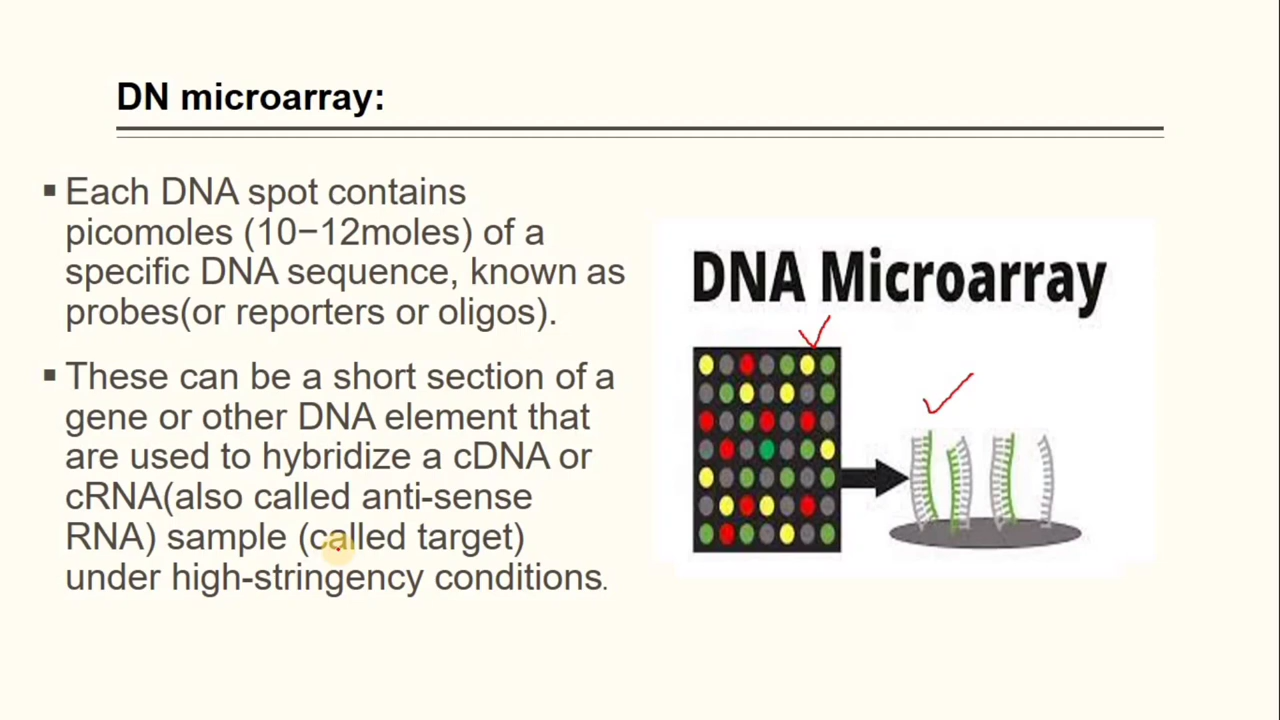 DN microarray:
Each DNA spot contains
picomoles (10−12moles) of a
specific DNA sequence, known as
probes(or reporters or oligos).
These can be a short section of a
gene or other DNA element that
are used to hybridize a cDNA or
cRNA(also called anti-sense
RNA) sample (called target)
under high-stringency conditions.
DNA Microarray